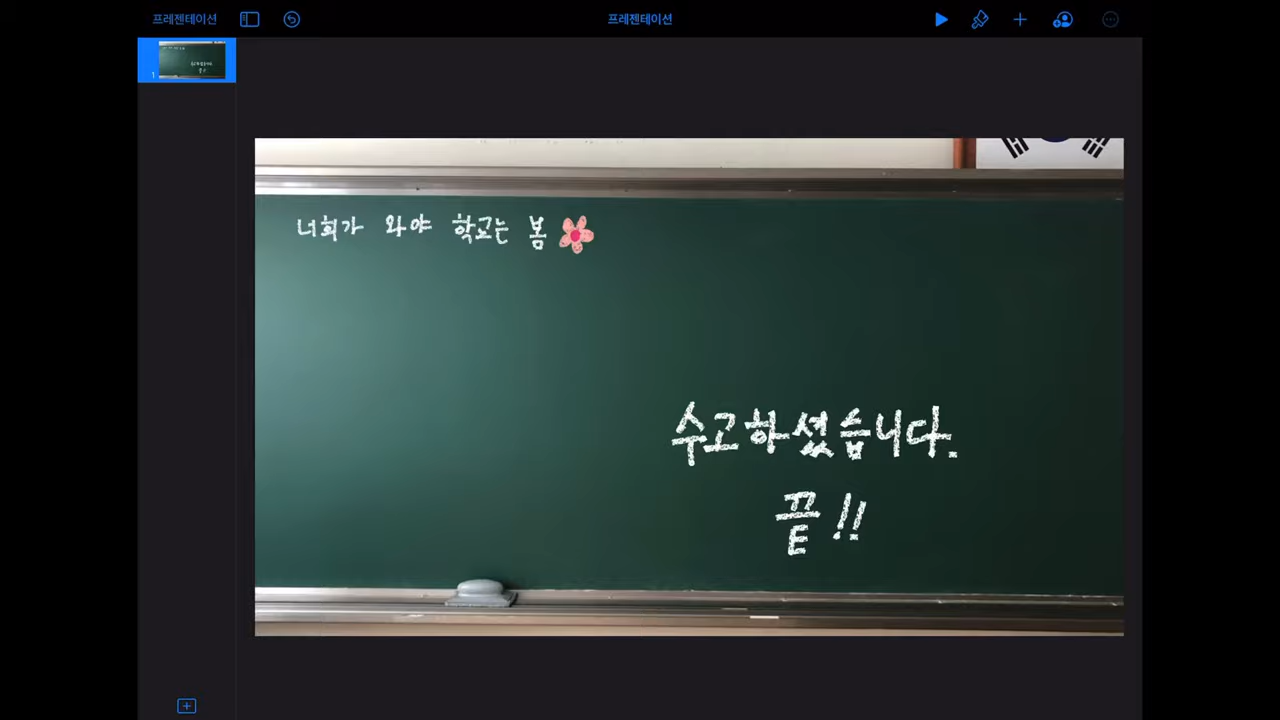 프레젠테이션
프레젠테이션
1
너희가 와야 학교는 봄
수고하셨습니다.
끝!!